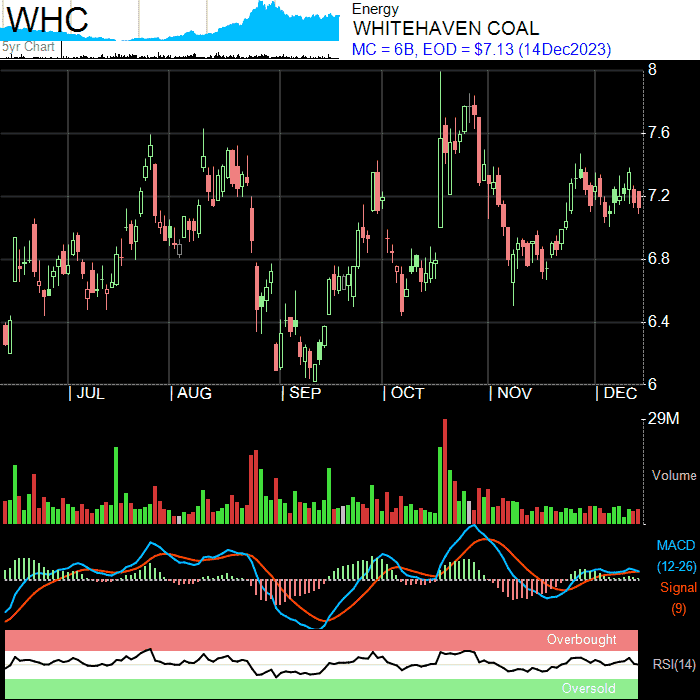 WHC
5yr Chart
Energy
WHITEHAVEN COAL
MC = 6B, EOD = $7.13 (14Dec2023)
8
7.6
7.2
6.8
6.4
6
JUL AUG SEP OCT NOV DEC
29M
Volume
MACD
(12-26)
Signal
(9)
Overbought
RSI(14)
Oversold